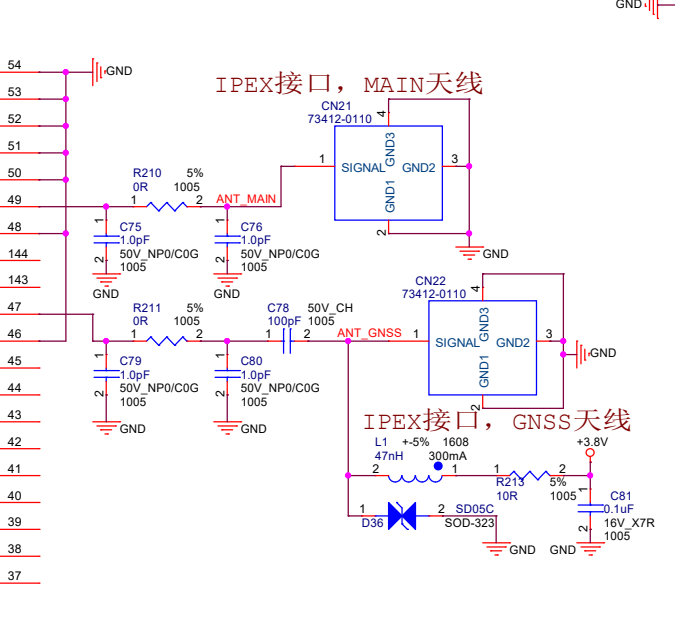 GND
54
GND
53
52
51
50
49
48
144
143
47
46
45
44
43
42
41
40
39
38
37
IPEX接口，MAIN天线
CN21
73412-0110
4
1
SIGNAL
GND3
GND2
3
GND1
2
GND
R210
5%
0R
1005
1
2
ANT_MAIN
1
C75
1.0pF
50V_NP0/C0G
2
1005
GND
1
C76
1.0pF
50V_NP0/C0G
2
1005
GND
CN22
73412-0110
4
1
SIGNAL
GND3
GND2
3
GND1
2
GND
R211
5%
0R
1005
1
2
C78
50V_CH
100pF
1005
1
2
ANT_GNSS
1
C79
1.0pF
50V_NP0/C0G
2
1005
GND
1
C80
1.0pF
50V_NP0/C0G
2
1005
GND
IPEX接口，GNSS天线
L1
+-5%
1608
47nH
300mA
2
1
+3.8V
1
2
R213
5%
10R
1005
1
C81
0.1uF
16V_X7R
2
1005
GND
1
D36
2
SD05C
SOD-323
GND